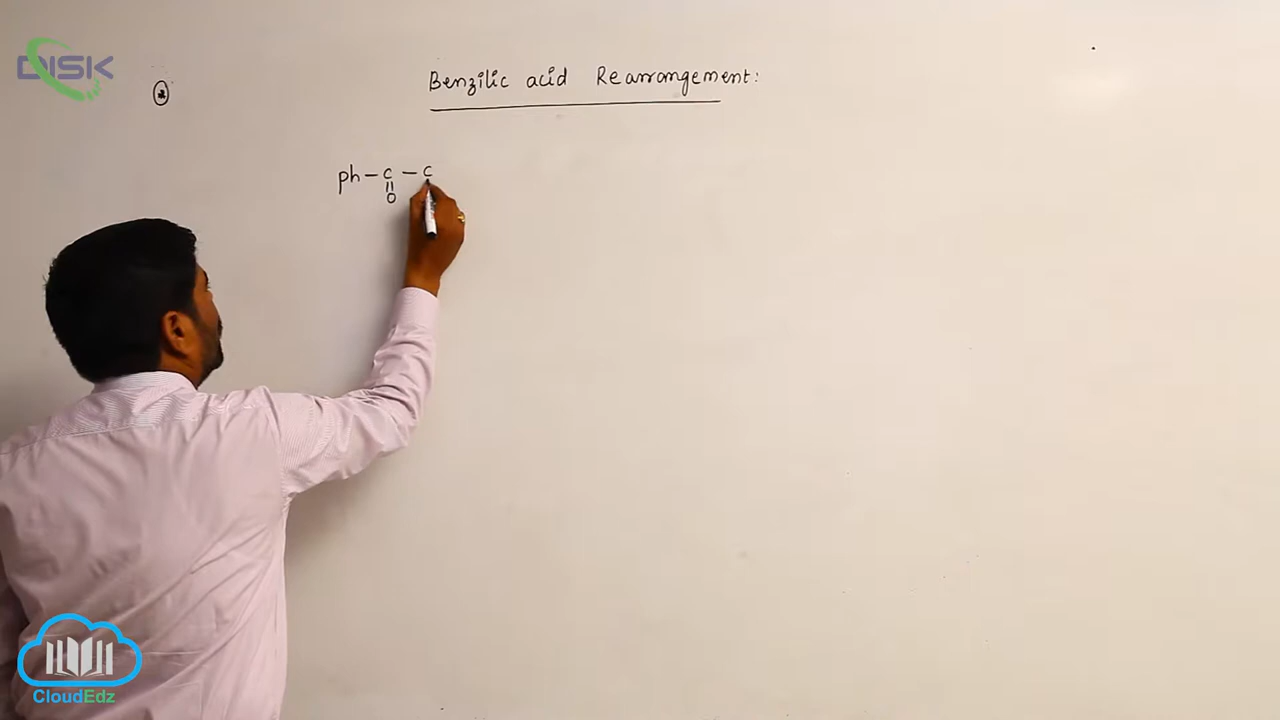 DISK
Benzilic acid Rearrangement:
ph – c – c
||
O
CloudEdz